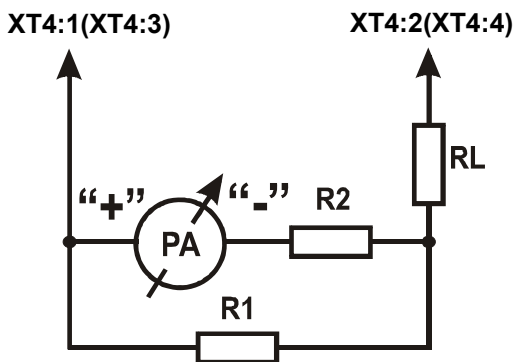 XT4:1(XT4:3) XT4:2(XT4:4)
RL
“+” “-” R2
PA
R1